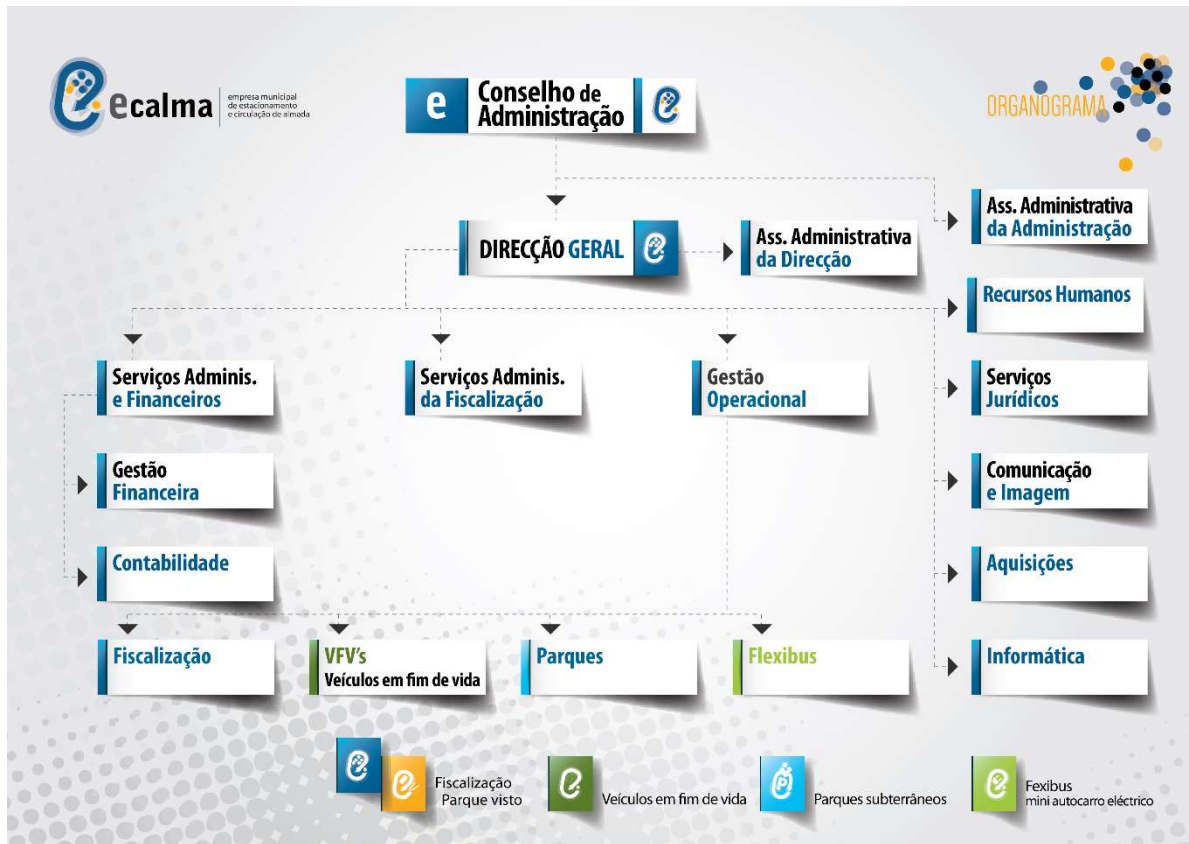 ecalma
empresa municipal
de estacionamento
e circulação de almada
e
Conselho de
Administração
ORGANOGRAMA
DIRECÇÃO GERAL
Ass. Administrativa
da Direcção
Ass. Administrativa
da Administração
Recursos Humanos
Serviços Adminis.
e Financeiros
Serviços Adminis.
da Fiscalização
Gestão
Operacional
Serviços
Jurídicos
Gestão
Financeira
Comunicação
e Imagem
Contabilidade
Aquisições
Fiscalização
VFV's
Veículos em fim de vida
Parques
Flexibus
Informática
Fiscalização
Parque visto
Veículos em fim de vida
P
Parques subterrâneos
Fexibus
mini autocarro eléctrico